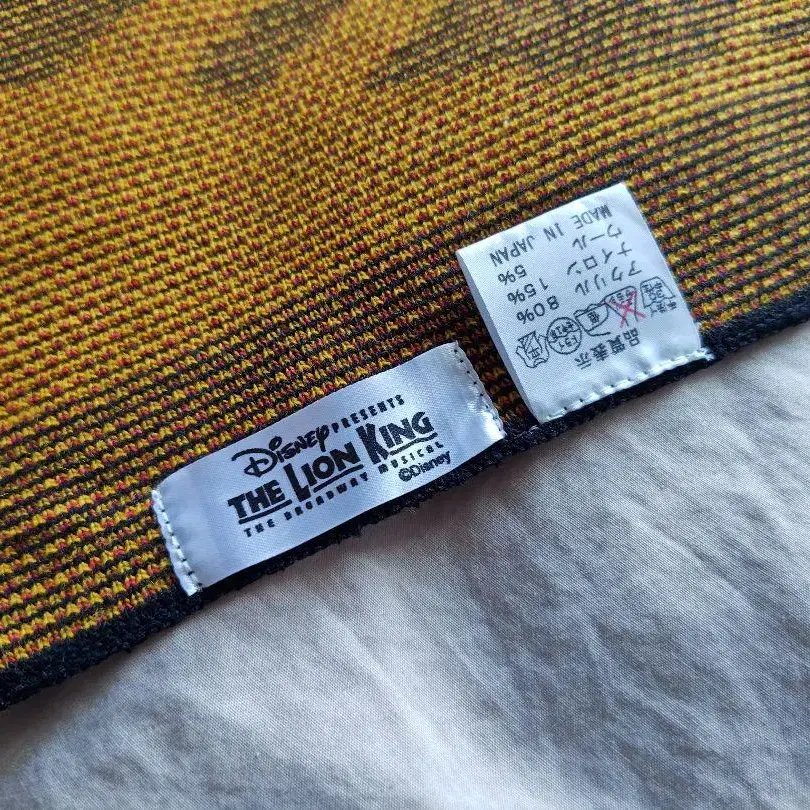 Disney PRESENTS
THE LION KING
THE BROADWAY MUSICAL
©Disney
品質表示
アクリル 80%
ナイロン 15%
ウール 5%
MADE IN JAPAN